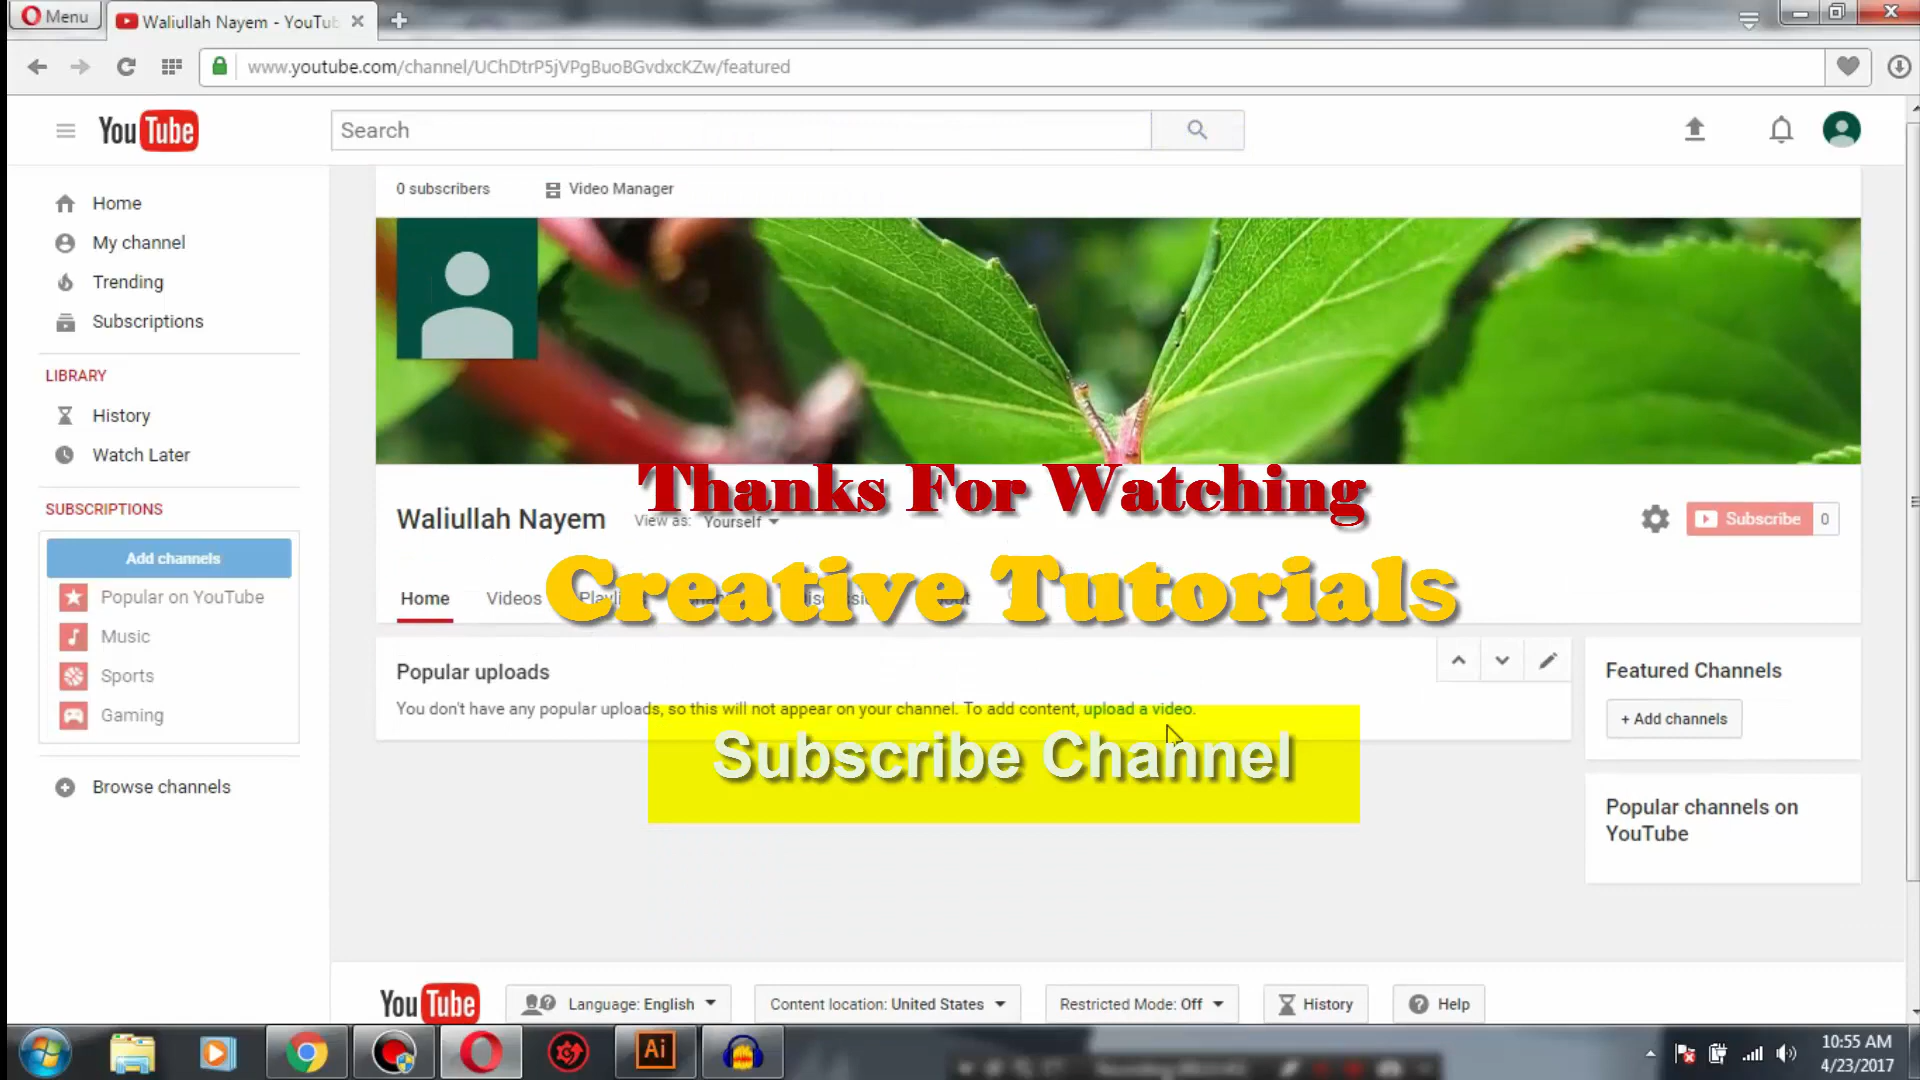 Menu
Waliullah Nayem - YouTub
www.youtube.com/channel/UChDtrP5jVPgBuoBGvdxcKZw/featured
YouTube
Search
Home
My channel
Trending
Subscriptions
LIBRARY
History
Watch Later
SUBSCRIPTIONS
Add channels
Popular on YouTube
Music
Sports
Gaming
Browse channels
0 subscribers
Video Manager
Thanks For Watching
Waliullah Nayem
View as: Yourself
Subscribe 0
Creative Tutorials
Home
Videos
Popular uploads
You don't have any popular uploads, so this will not appear on your channel. To add content, upload a video.
Subscribe Channel
Featured Channels
+ Add channels
Popular channels on
YouTube
YouTube
Language: English
Content location: United States
Restricted Mode: Off
History
Help
Ai
10:55 AM
4/23/2017